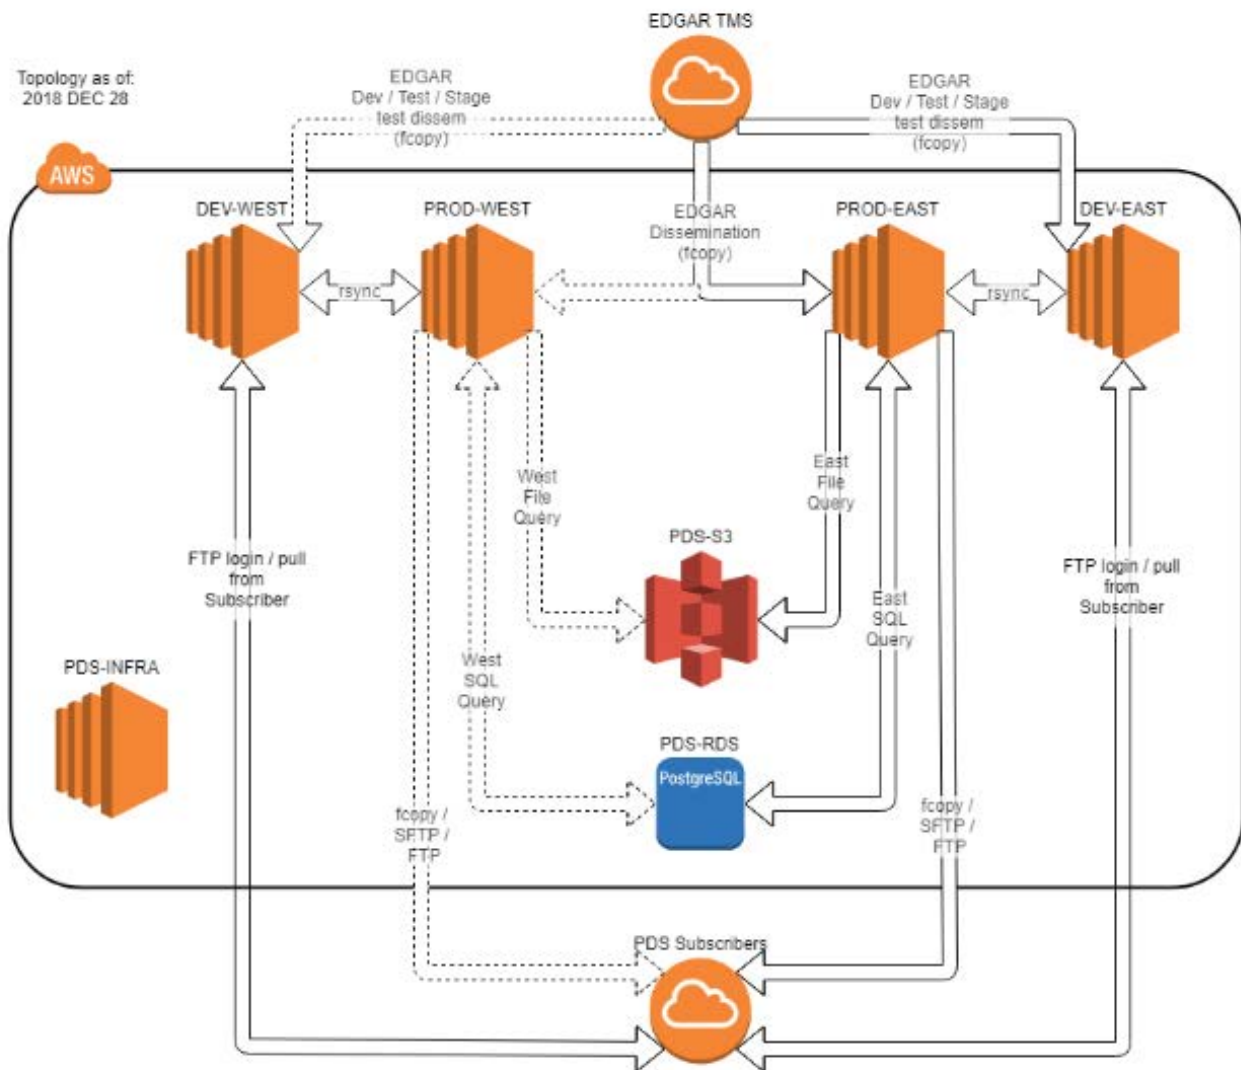 EDGAR TMS
Topology as of:
2018 DEC 28
EDGAR
Dev / Test / Stage
test dissem
(fcopy)
EDGAR
Dev / Test / Stage
test dissem
(fcopy)
AWS
DEV-WEST
PROD-WEST
EDGAR
Dissemination
(fcopy)
PROD-EAST
DEV-EAST
rsync
rsync
West
File
Query
East
File
Query
PDS-S3
FTP login / pull
from
Subscriber
East
SQL
Query
FTP login / pull
from
Subscriber
PDS-INFRA
West
SQL
Query
PDS-RDS
PostgreSQL
fcopy /
SFTP /
FTP
fcopy /
SFTP /
FTP
PDS Subscribers